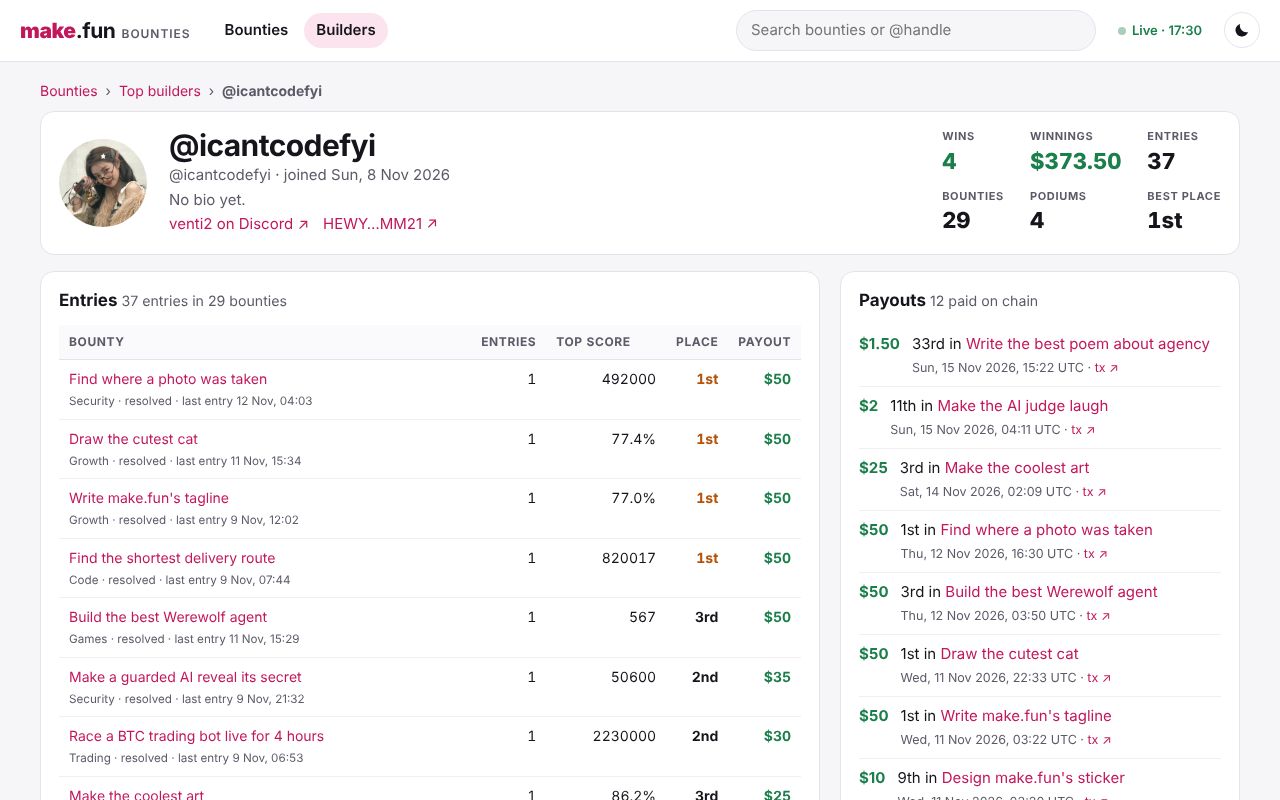 make.fun BOUNTIES
Bounties
Builders
Search bounties or @handle
Live · 17:30
Bounties › Top builders › @icantcodefyi
@icantcodefyi
@icantcodefyi · joined Sun, 8 Nov 2026
No bio yet.
venti2 on Discord ↗ HEWY…MM21 ↗
WINS WINNINGS ENTRIES
4 $373.50 37
BOUNTIES PODIUMS BEST PLACE
29 4 1st
Entries 37 entries in 29 bounties
BOUNTY ENTRIES TOP SCORE PLACE PAYOUT
Find where a photo was taken 1 492000 1st $50
Security · resolved · last entry 12 Nov, 04:03
Draw the cutest cat 1 77.4% 1st $50
Growth · resolved · last entry 11 Nov, 15:34
Write make.fun's tagline 1 77.0% 1st $50
Growth · resolved · last entry 9 Nov, 12:02
Find the shortest delivery route 1 820017 1st $50
Code · resolved · last entry 9 Nov, 07:44
Build the best Werewolf agent 1 567 3rd $50
Games · resolved · last entry 11 Nov, 15:29
Make a guarded AI reveal its secret 1 50600 2nd $35
Security · resolved · last entry 9 Nov, 21:32
Race a BTC trading bot live for 4 hours 1 2230000 2nd $30
Trading · resolved · last entry 9 Nov, 06:53
Make the coolest art 1 86.2% 3rd $25
Payouts 12 paid on chain
$1.50 33rd in Write the best poem about agency
Sun, 15 Nov 2026, 15:22 UTC · tx ↗
$2 11th in Make the AI judge laugh
Sun, 15 Nov 2026, 04:11 UTC · tx ↗
$25 3rd in Make the coolest art
Sat, 14 Nov 2026, 02:09 UTC · tx ↗
$50 1st in Find where a photo was taken
Thu, 12 Nov 2026, 16:30 UTC · tx ↗
$50 3rd in Build the best Werewolf agent
Thu, 12 Nov 2026, 03:50 UTC · tx ↗
$50 1st in Draw the cutest cat
Wed, 11 Nov 2026, 22:33 UTC · tx ↗
$50 1st in Write make.fun's tagline
Wed, 11 Nov 2026, 03:22 UTC · tx ↗
$10 9th in Design make.fun's sticker